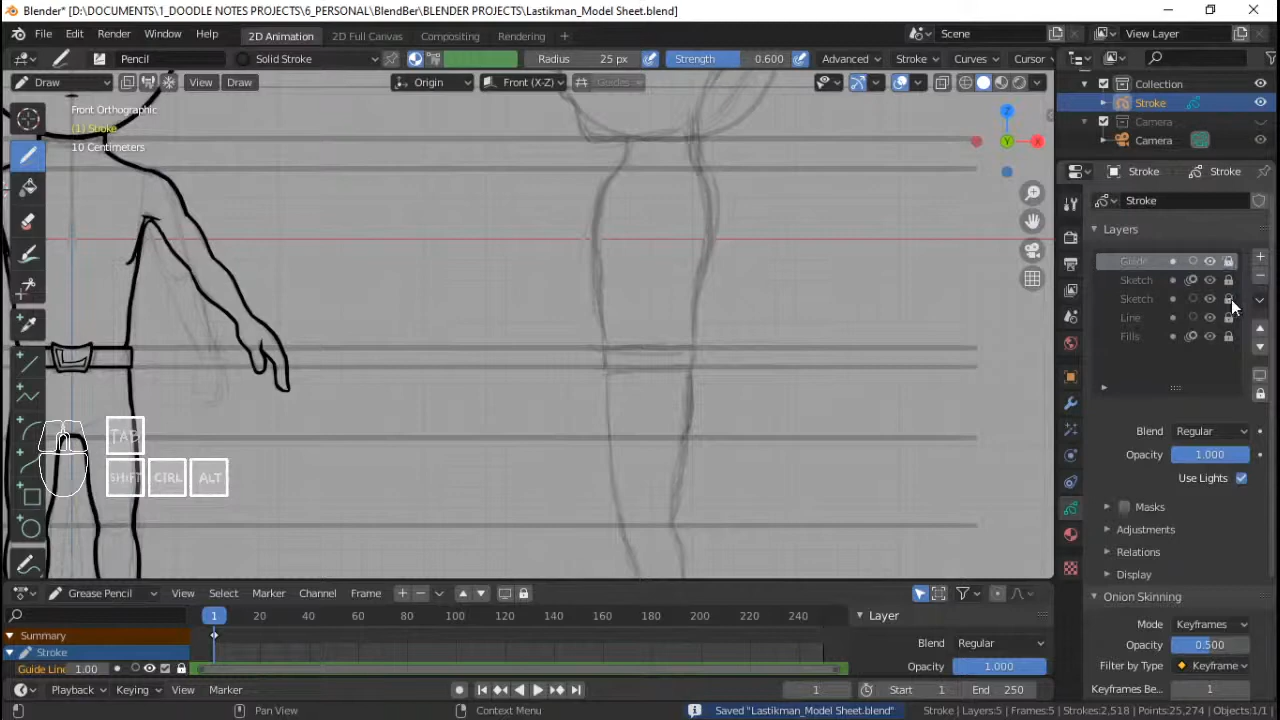 Blender* [D:\DOCUMENTS\1_DOODLE NOTES PROJECTS\6_PERSONAL\BlendBer\BLENDER PROJECTS\Lastikman_Model Sheet.blend]
File Edit Render Window Help 2D Animation 2D Full Canvas Compositing Rendering + Scene View Layer
Pencil Solid Stroke Radius 25 px Strength 0.600 Advanced Stroke Curves Cursor
Draw View Draw Origin Front (X-Z) Guides
Front Orthographic
(1) Stroke
10 Centimeters
Z
Y
X
TAB
SHIFT CTRL ALT
Collection
Stroke
Camera
Camera
Stroke Stroke
Stroke
Layers
Guide
Sketch
Sketch
Line
Fills
Blend Regular
Opacity 1.000
Use Lights
Masks
Adjustments
Relations
Display
Onion Skinning
Mode Keyframes
Opacity 0.500
Filter by Type Keyframe
Keyframes Be... 1
Grease Pencil View Select Marker Channel Frame
1 20 40 60 80 100 120 140 160 180 200 220 240
Summary
Stroke
Guide Line 1.00
Layer
Blend Regular
Opacity 1.000
Playback Keying View Marker 1 Start 1 End 250
Pan View Context Menu Saved "Lastikman_Model Sheet.blend" Stroke | Layers:5 | Frames:5 | Strokes:2,518 | Points:25,274 | Objects:1/1